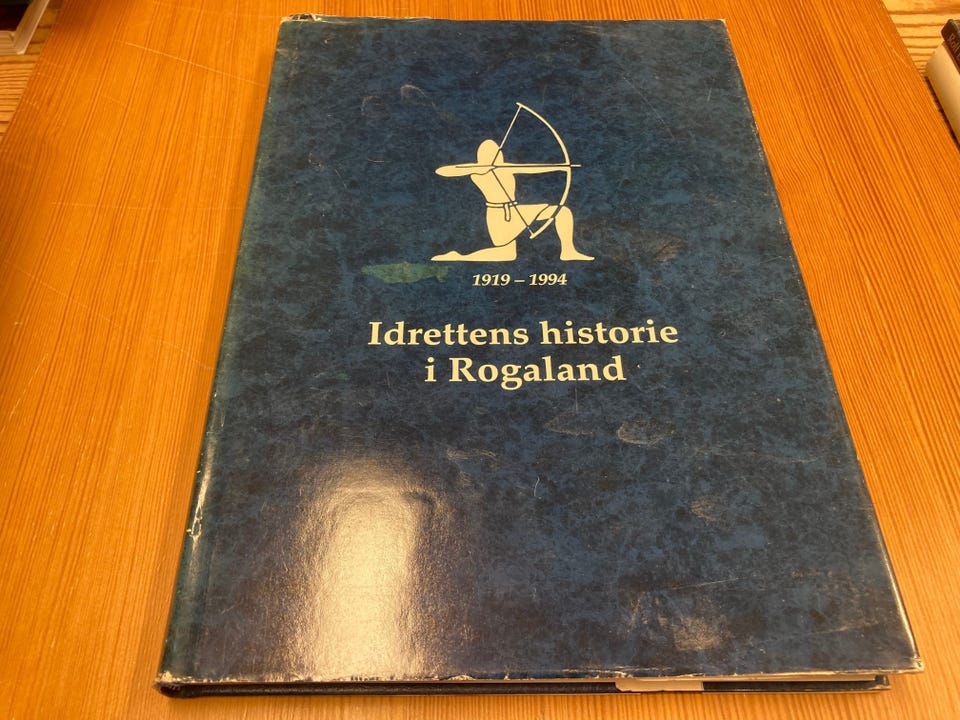 1919 – 1994
Idrettens historie
i Rogaland